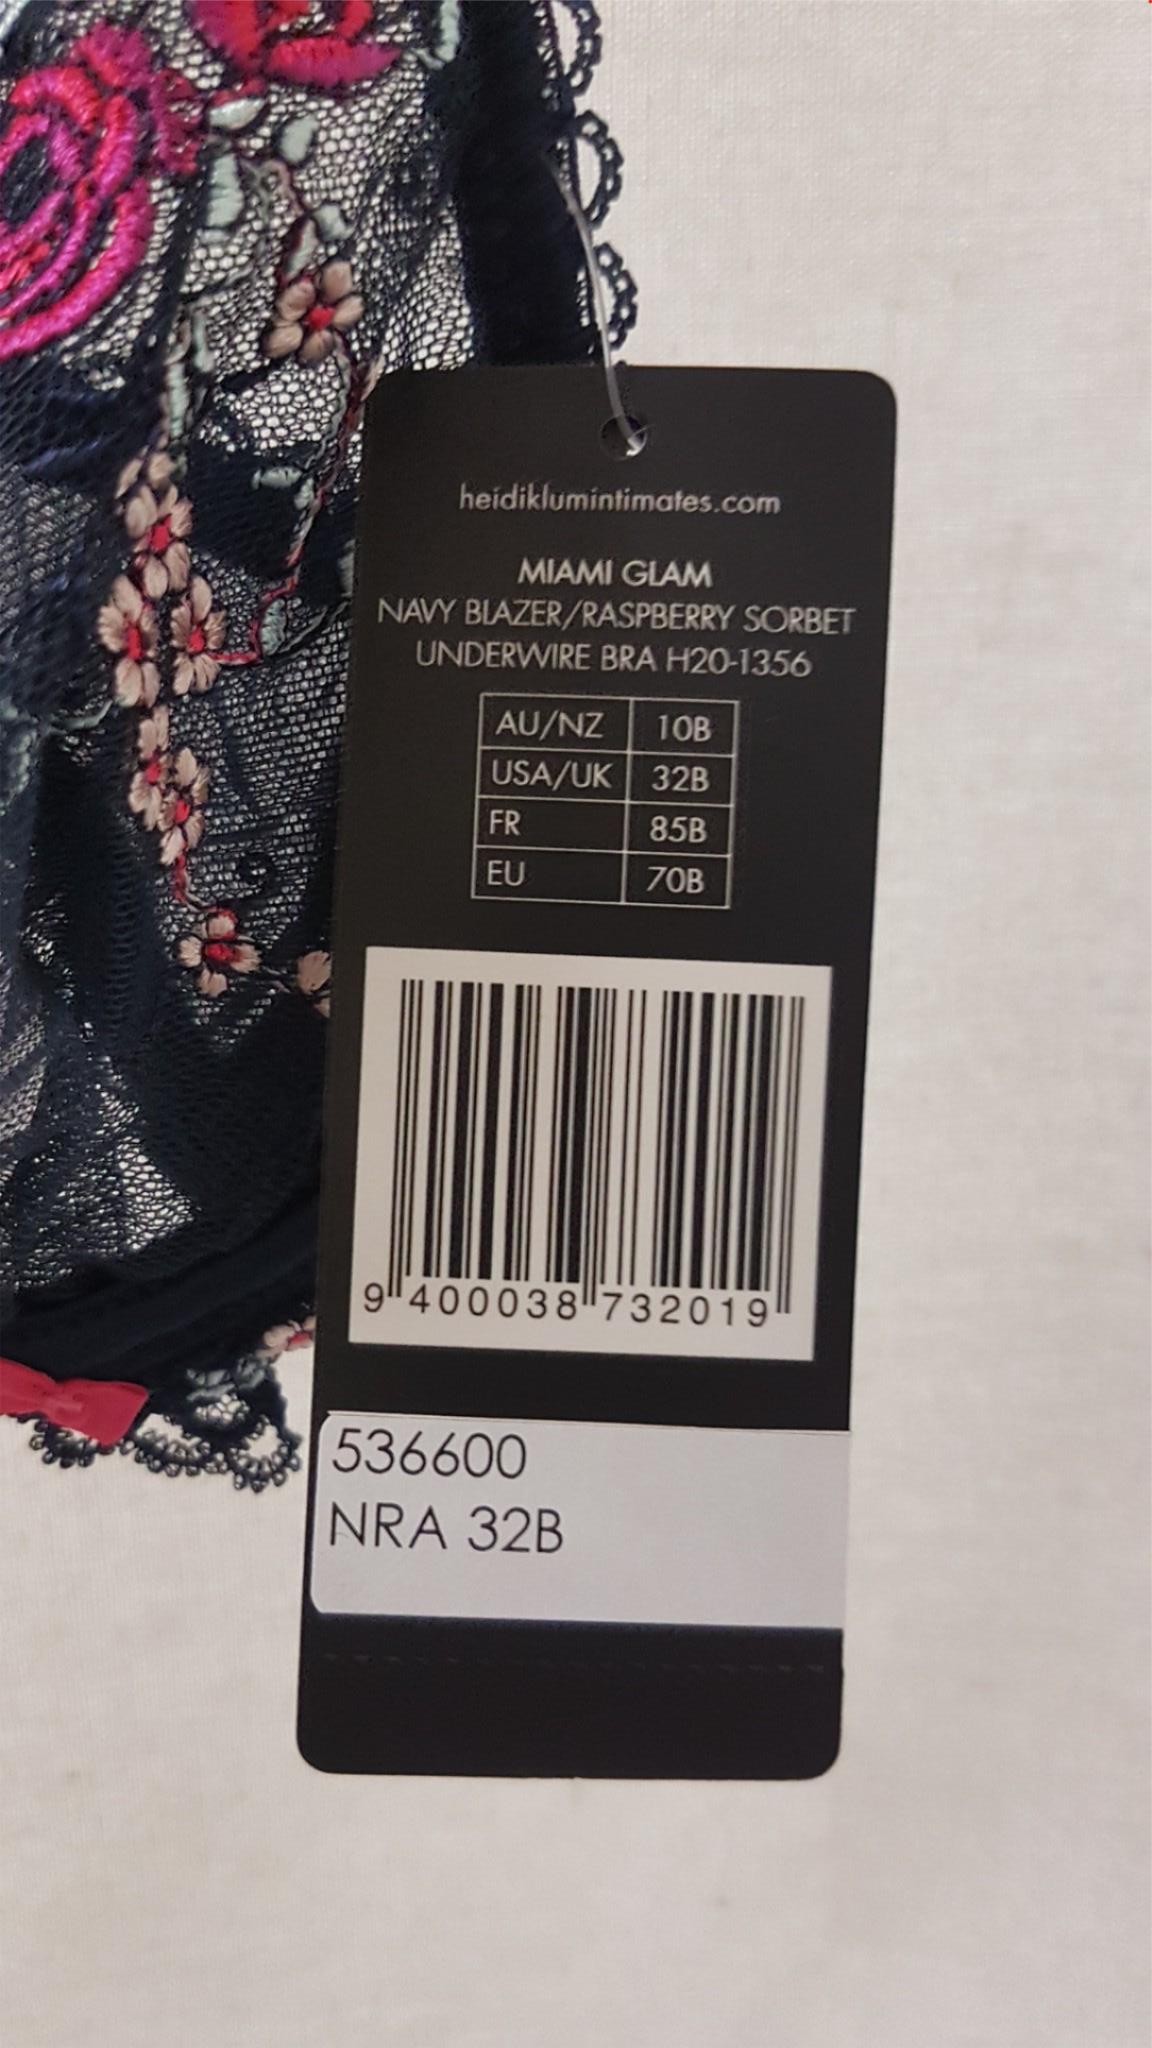 heidiklumintimates.com
MIAMI GLAM
NAVY BLAZER/RASPBERRY SORBET
UNDERWIRE BRA H20-1356
AU/NZ 10B
USA/UK 32B
FR 85B
EU 70B
9 400038 732019
536600
NRA 32B